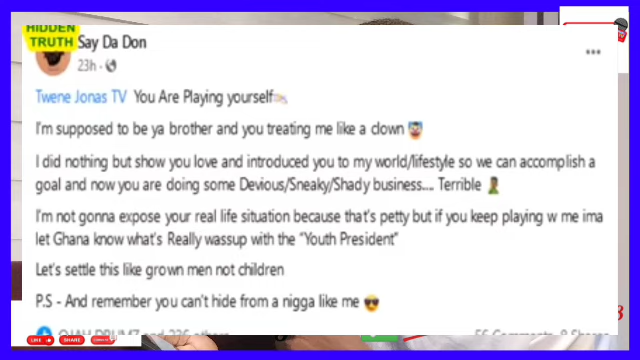 HIDDEN
TRUTH
Say Da Don
23h ·
Twene Jonas TV You Are Playing yourself
I'm supposed to be ya brother and you treating me like a clown 🤡
I did nothing but show you love and introduced you to my world/lifestyle so we can accomplish a
goal and now you are doing some Devious/Sneaky/Shady business.... Terrible
I'm not gonna expose your real life situation because that's petty but if you keep playing w me ima
let Ghana know what's Really wassup with the "Youth President"
Let's settle this like grown men not children
P.S - And remember you can't hide from a nigga like me 😎
and 236 others
56 Comments 8 Shares
LIKE
SHARE